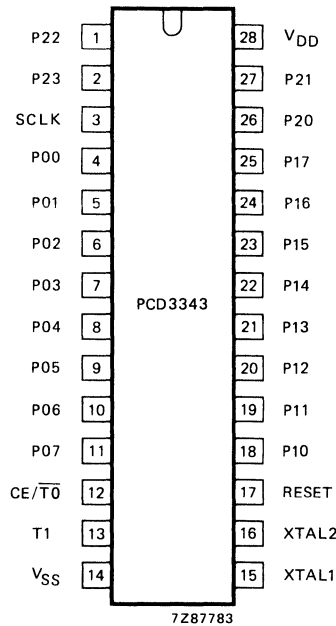 P22 1 28 VDD
P23 2 27 P21
SCLK 3 26 P20
P00 4 25 P17
P01 5 24 P16
P02 6 23 P15
P03 7 22 P14
PCD3343
P04 8 21 P13
P05 9 20 P12
P06 10 19 P11
P07 11 18 P10
CE/T0 12 17 RESET
T1 13 16 XTAL2
VSS 14 15 XTAL1
7Z87783